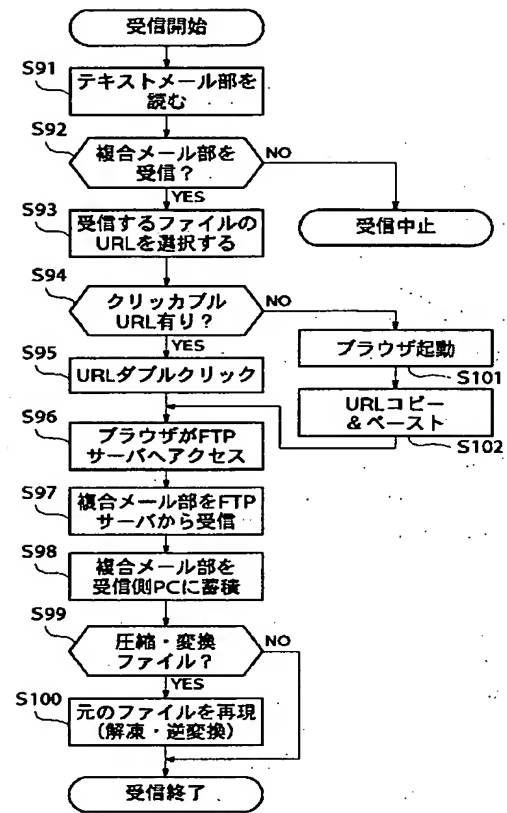 受信開始
S91
テキストメール部を
読む
S92
複合メール部を
受信？
NO
YES
S93
受信するファイルの
URLを選択する
受信中止
S94
クリッカブル
URL有り？
NO
YES
ブラウザ起動
S101
S95
URLダブルクリック
URLコピー
&ペースト
S102
S96
ブラウザがFTP
サーバへアクセス
S97
複合メール部をFTP
サーバから受信
S98
複合メール部を
受信側PCに蓄積
S99
圧縮・変換
ファイル？
NO
YES
S100
元のファイルを再現
(解凍・逆変換)
受信終了